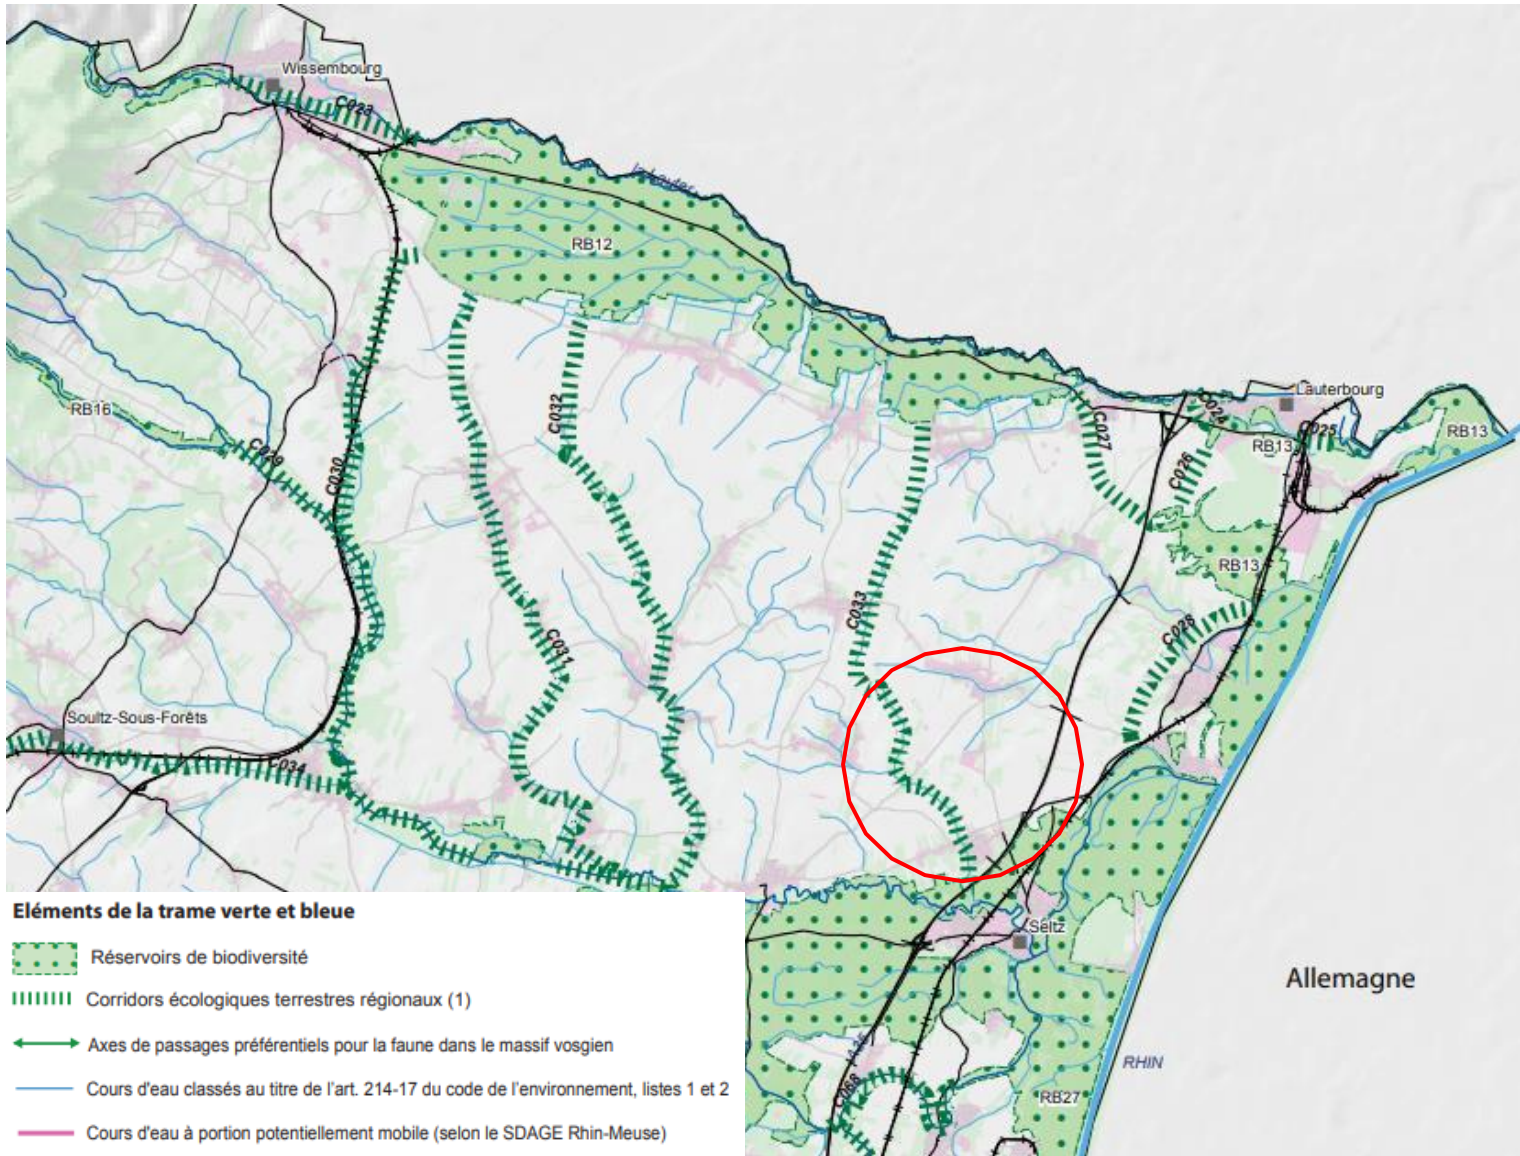 Wissembourg
C023
la Lauter
RB12
Lauterbourg
C032
RB16
C024
C027
RB13
C025
RB13
C029
C030
C026
RB13
C033
C028
C031
Soultz-Sous-Forêts
C034
Seltz
Allemagne
A35
RHIN
C068
RB27
Eléments de la trame verte et bleue
Réservoirs de biodiversité
Corridors écologiques terrestres régionaux (1)
Axes de passages préférentiels pour la faune dans le massif vosgien
Cours d'eau classés au titre de l'art. 214-17 du code de l'environnement, listes 1 et 2
Cours d'eau à portion potentiellement mobile (selon le SDAGE Rhin-Meuse)